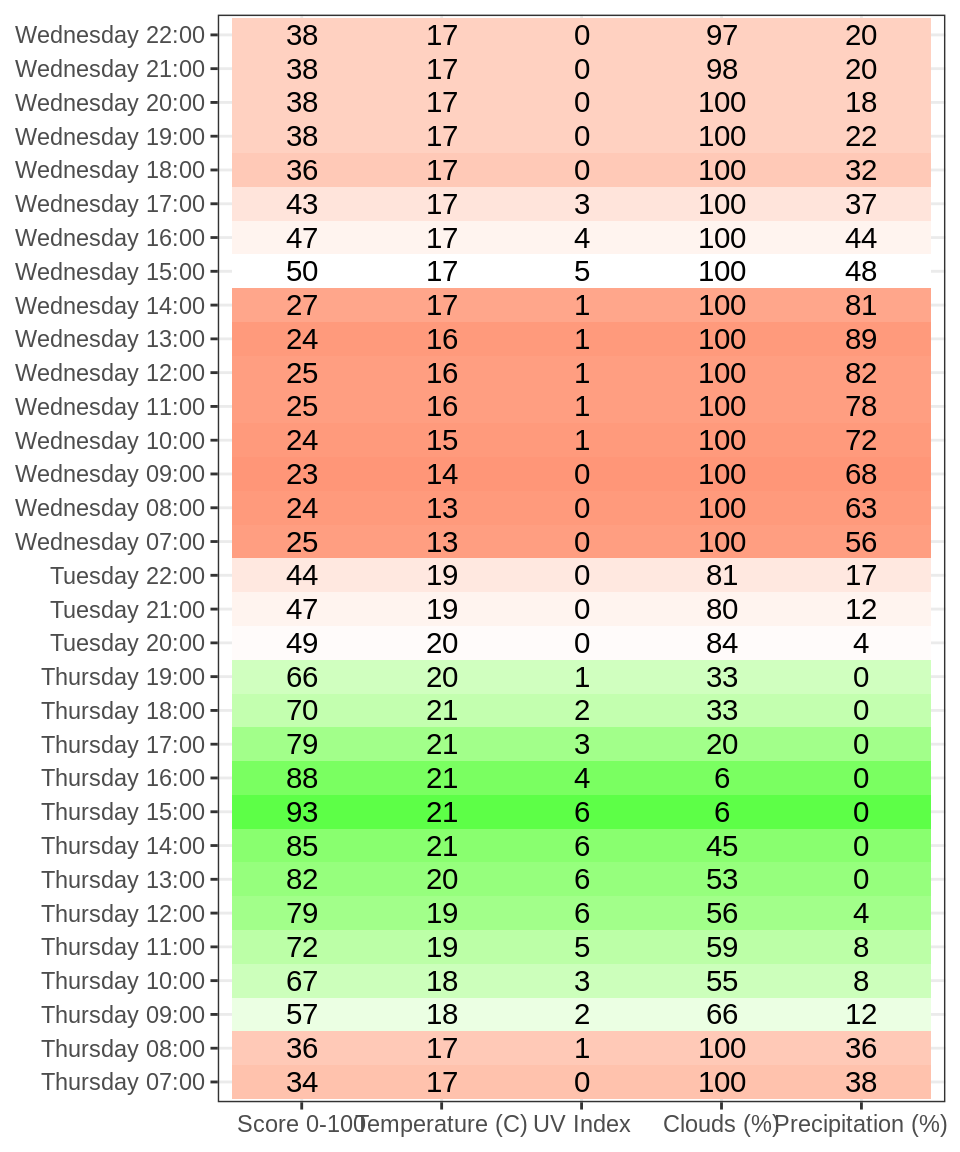 Wednesday 22:00 38 17 0 97 20
Wednesday 21:00 38 17 0 98 20
Wednesday 20:00 38 17 0 100 18
Wednesday 19:00 38 17 0 100 22
Wednesday 18:00 36 17 0 100 32
Wednesday 17:00 43 17 3 100 37
Wednesday 16:00 47 17 4 100 44
Wednesday 15:00 50 17 5 100 48
Wednesday 14:00 27 17 1 100 81
Wednesday 13:00 24 16 1 100 89
Wednesday 12:00 25 16 1 100 82
Wednesday 11:00 25 16 1 100 78
Wednesday 10:00 24 15 1 100 72
Wednesday 09:00 23 14 0 100 68
Wednesday 08:00 24 13 0 100 63
Wednesday 07:00 25 13 0 100 56
Tuesday 22:00 44 19 0 81 17
Tuesday 21:00 47 19 0 80 12
Tuesday 20:00 49 20 0 84 4
Thursday 19:00 66 20 1 33 0
Thursday 18:00 70 21 2 33 0
Thursday 17:00 79 21 3 20 0
Thursday 16:00 88 21 4 6 0
Thursday 15:00 93 21 6 6 0
Thursday 14:00 85 21 6 45 0
Thursday 13:00 82 20 6 53 0
Thursday 12:00 79 19 6 56 4
Thursday 11:00 72 19 5 59 8
Thursday 10:00 67 18 3 55 8
Thursday 09:00 57 18 2 66 12
Thursday 08:00 36 17 1 100 36
Thursday 07:00 34 17 0 100 38
Score 0-100 Temperature (C) UV Index Clouds (%) Precipitation (%)